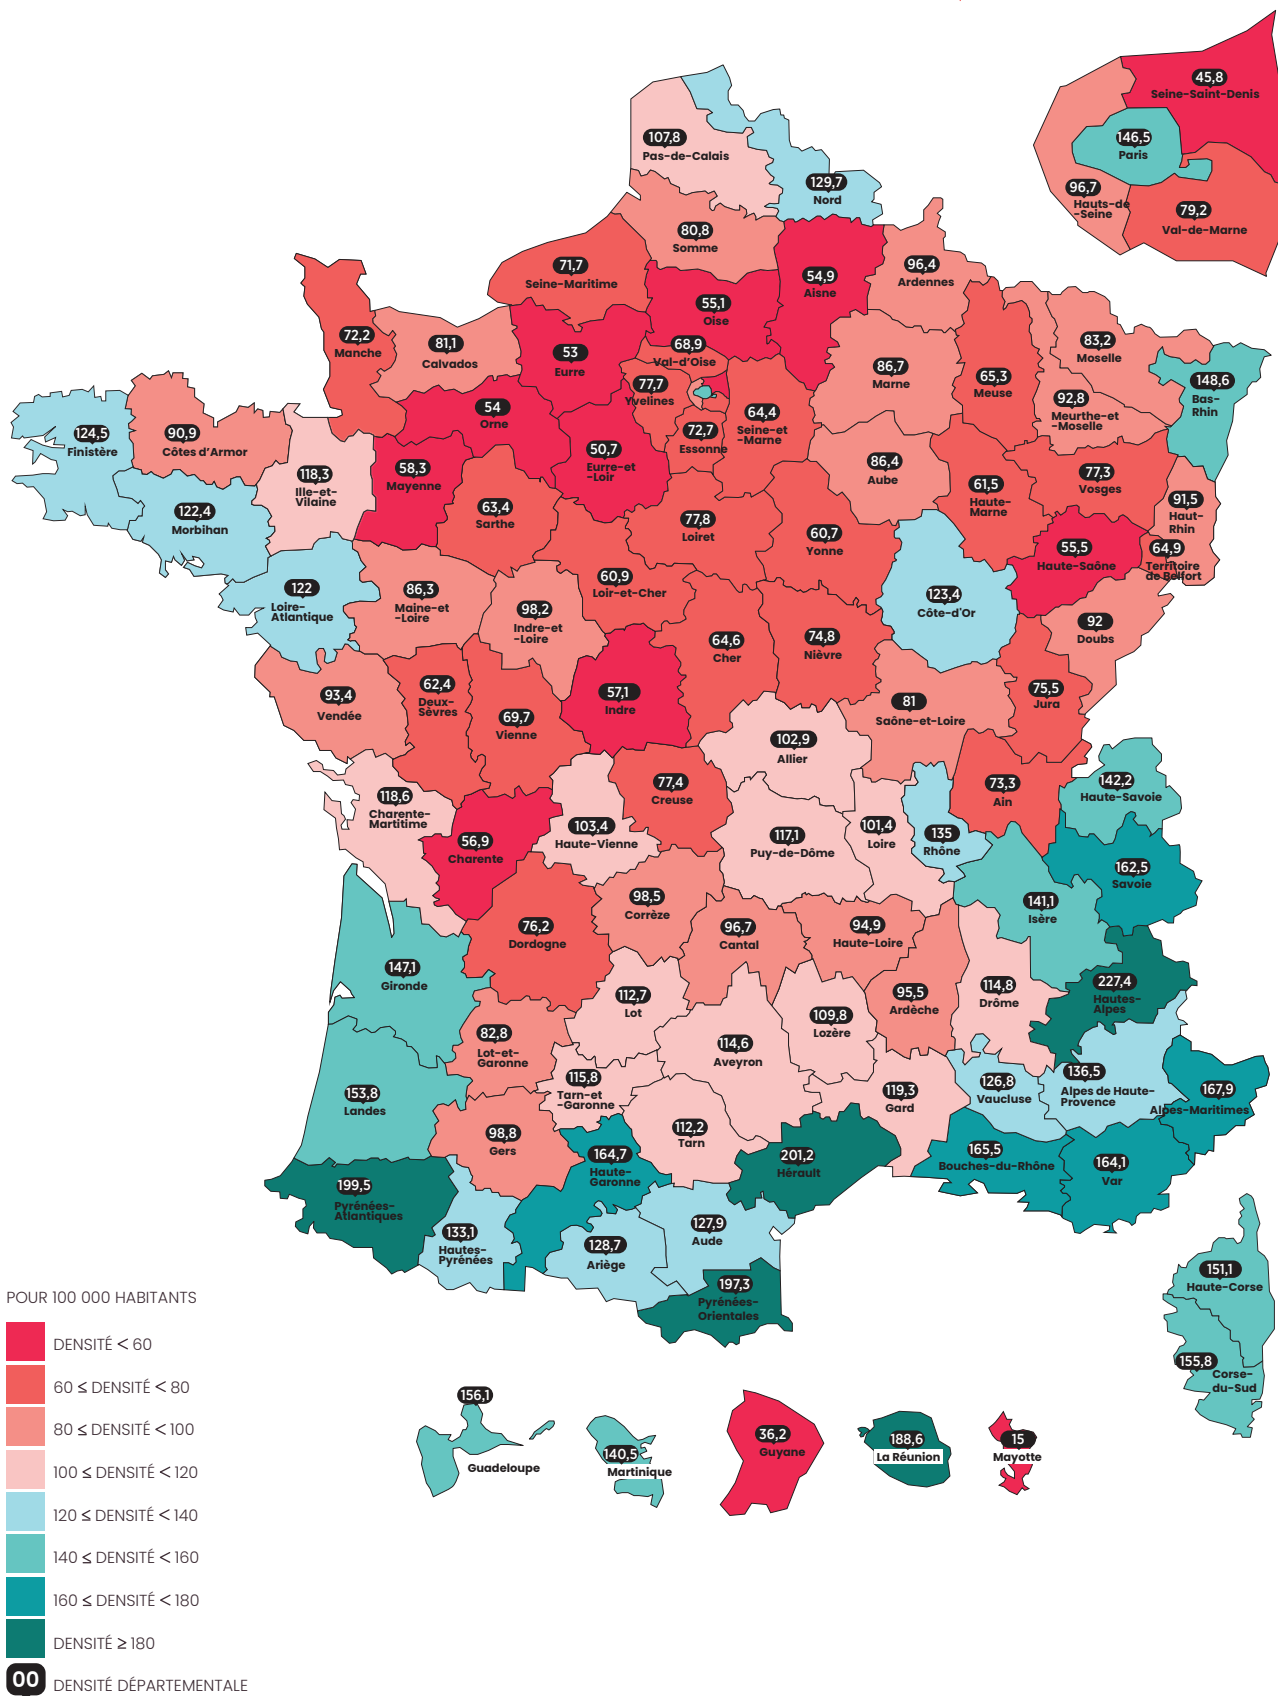 45,8
Seine-Saint-Denis
146,5
Paris
96,7
Hauts-de
-Seine
79,2
Val-de-Marne
107,8
Pas-de-Calais
129,7
Nord
80,8
Somme
71,7
Seine-Maritime
54,9
Aisne
96,4
Ardennes
55,1
Oise
72,2
Manche
81,1
Calvados
53
Eurre
68,9
Val-d'Oise
86,7
Marne
65,3
Meuse
83,2
Moselle
92,8
Meurthe-et
-Moselle
148,6
Bas-
Rhin
77,7
Yvelines
64,4
Seine-et
-Marne
72,7
Essonne
54
Orne
124,5
Finistère
90,9
Côtes d'Armor
118,3
Ille-et-
Vilaine
58,3
Mayenne
50,7
Eurre-et
-Loir
86,4
Aube
61,5
Haute-
Marne
77,3
Vosges
91,5
Haut-
Rhin
122,4
Morbihan
63,4
Sarthe
77,8
Loiret
60,7
Yonne
55,5
Haute-Saône
64,9
Territoire
de Belfort
122
Loire-
Atlantique
86,3
Maine-et
-Loire
98,2
Indre-et
-Loire
60,9
Loir-et-Cher
123,4
Côte-d'Or
92
Doubs
64,6
Cher
74,8
Nièvre
93,4
Vendée
62,4
Deux-
Sèvres
69,7
Vienne
57,1
Indre
81
Saône-et-Loire
75,5
Jura
102,9
Allier
118,6
Charente-
Martitime
56,9
Charente
103,4
Haute-Vienne
77,4
Creuse
117,1
Puy-de-Dôme
101,4
Loire
135
Rhône
73,3
Ain
142,2
Haute-Savoie
162,5
Savoie
141,1
Isère
98,5
Corrèze
76,2
Dordogne
96,7
Cantal
94,9
Haute-Loire
147,1
Gironde
112,7
Lot
109,8
Lozère
95,5
Ardèche
114,8
Drôme
227,4
Hautes-
Alpes
82,8
Lot-et-
Garonne
115,8
Tarn-et
-Garonne
114,6
Aveyron
119,3
Gard
126,8
Vaucluse
136,5
Alpes de Haute-
Provence
167,9
Alpes-Maritimes
153,8
Landes
98,8
Gers
164,7
Haute-
Garonne
112,2
Tarn
201,2
Hérault
165,5
Bouches-du-Rhône
164,1
Var
199,5
Pyrénées-
Atlantiques
133,1
Hautes-
Pyrénées
128,7
Ariège
127,9
Aude
197,3
Pyrénées-
Orientales
151,1
Haute-Corse
155,8
Corse-
du-Sud
POUR 100 000 HABITANTS
DENSITÉ < 60
60 ≤ DENSITÉ < 80
80 ≤ DENSITÉ < 100
100 ≤ DENSITÉ < 120
120 ≤ DENSITÉ < 140
140 ≤ DENSITÉ < 160
160 ≤ DENSITÉ < 180
DENSITÉ ≥ 180
00 DENSITÉ DÉPARTEMENTALE
156,1
Guadeloupe
140,5
Martinique
36,2
Guyane
188,6
La Réunion
15
Mayotte